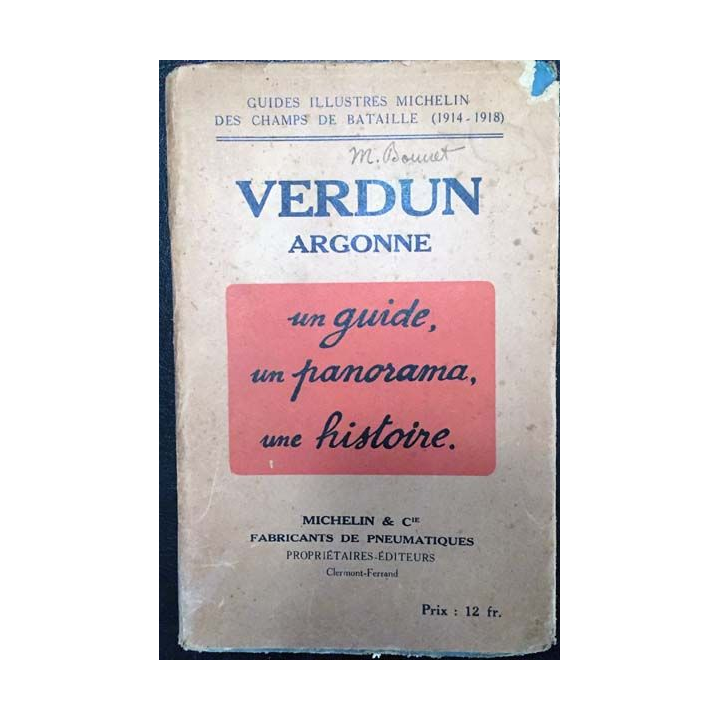 GUIDES ILLUSTRÉS MICHELIN
DES CHAMPS DE BATAILLE (1914-1918)
M. Bonnet
VERDUN
ARGONNE
un guide,
un panorama,
une histoire.
MICHELIN & CIE
FABRICANTS DE PNEUMATIQUES
PROPRIÉTAIRES-ÉDITEURS
Clermont-Ferrand
Prix : 12 fr.